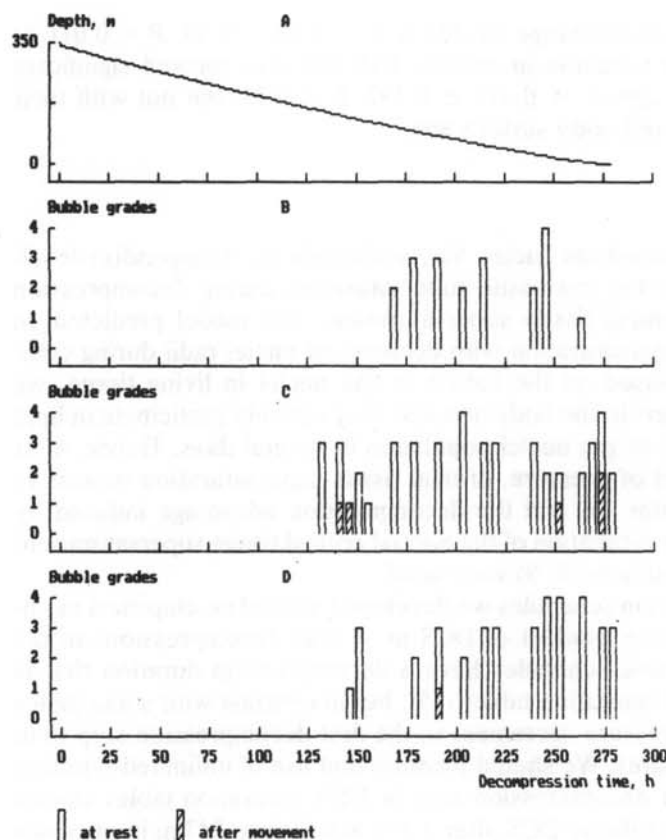 Depth, m A
350
0
Bubble grades B
4
3
2
1
0
Bubble grades C
4
3
2
1
0
Bubble grades D
4
3
2
1
0
0 25 50 75 100 125 150 175 200 225 250 275 300
Decompression time, h
at rest after movement